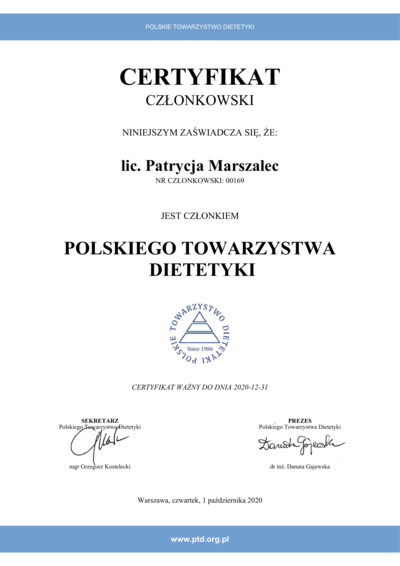 POLSKIE TOWARZYSTWO DIETETYKI
CERTYFIKAT
CZŁONKOWSKI
NINIEJSZYM ZAŚWIADCZA SIĘ, ŻE:
lic. Patrycja Marszalec
NR CZŁONKOWSKI: 00169
JEST CZŁONKIEM
POLSKIEGO TOWARZYSTWA
DIETETYKI
POLSKIE TOWARZYSTWO DIETETYKI
Since 1986
CERTYFIKAT WAŻNY DO DNIA 2020-12-31
SEKRETARZ
Polskiego Towarzystwa Dietetyki
mgr Grzegorz Kostelecki
PREZES
Polskiego Towarzystwa Dietetyki
Danuta Gajewska
dr inż. Danuta Gajewska
Warszawa, czwartek, 1 października 2020
www.ptd.org.pl